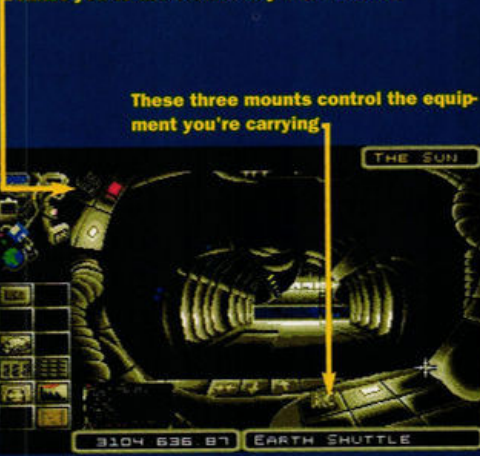 These three mounts control the equip-
ment you're carrying.
THE SUN
3104 636.87
EARTH SHUTTLE